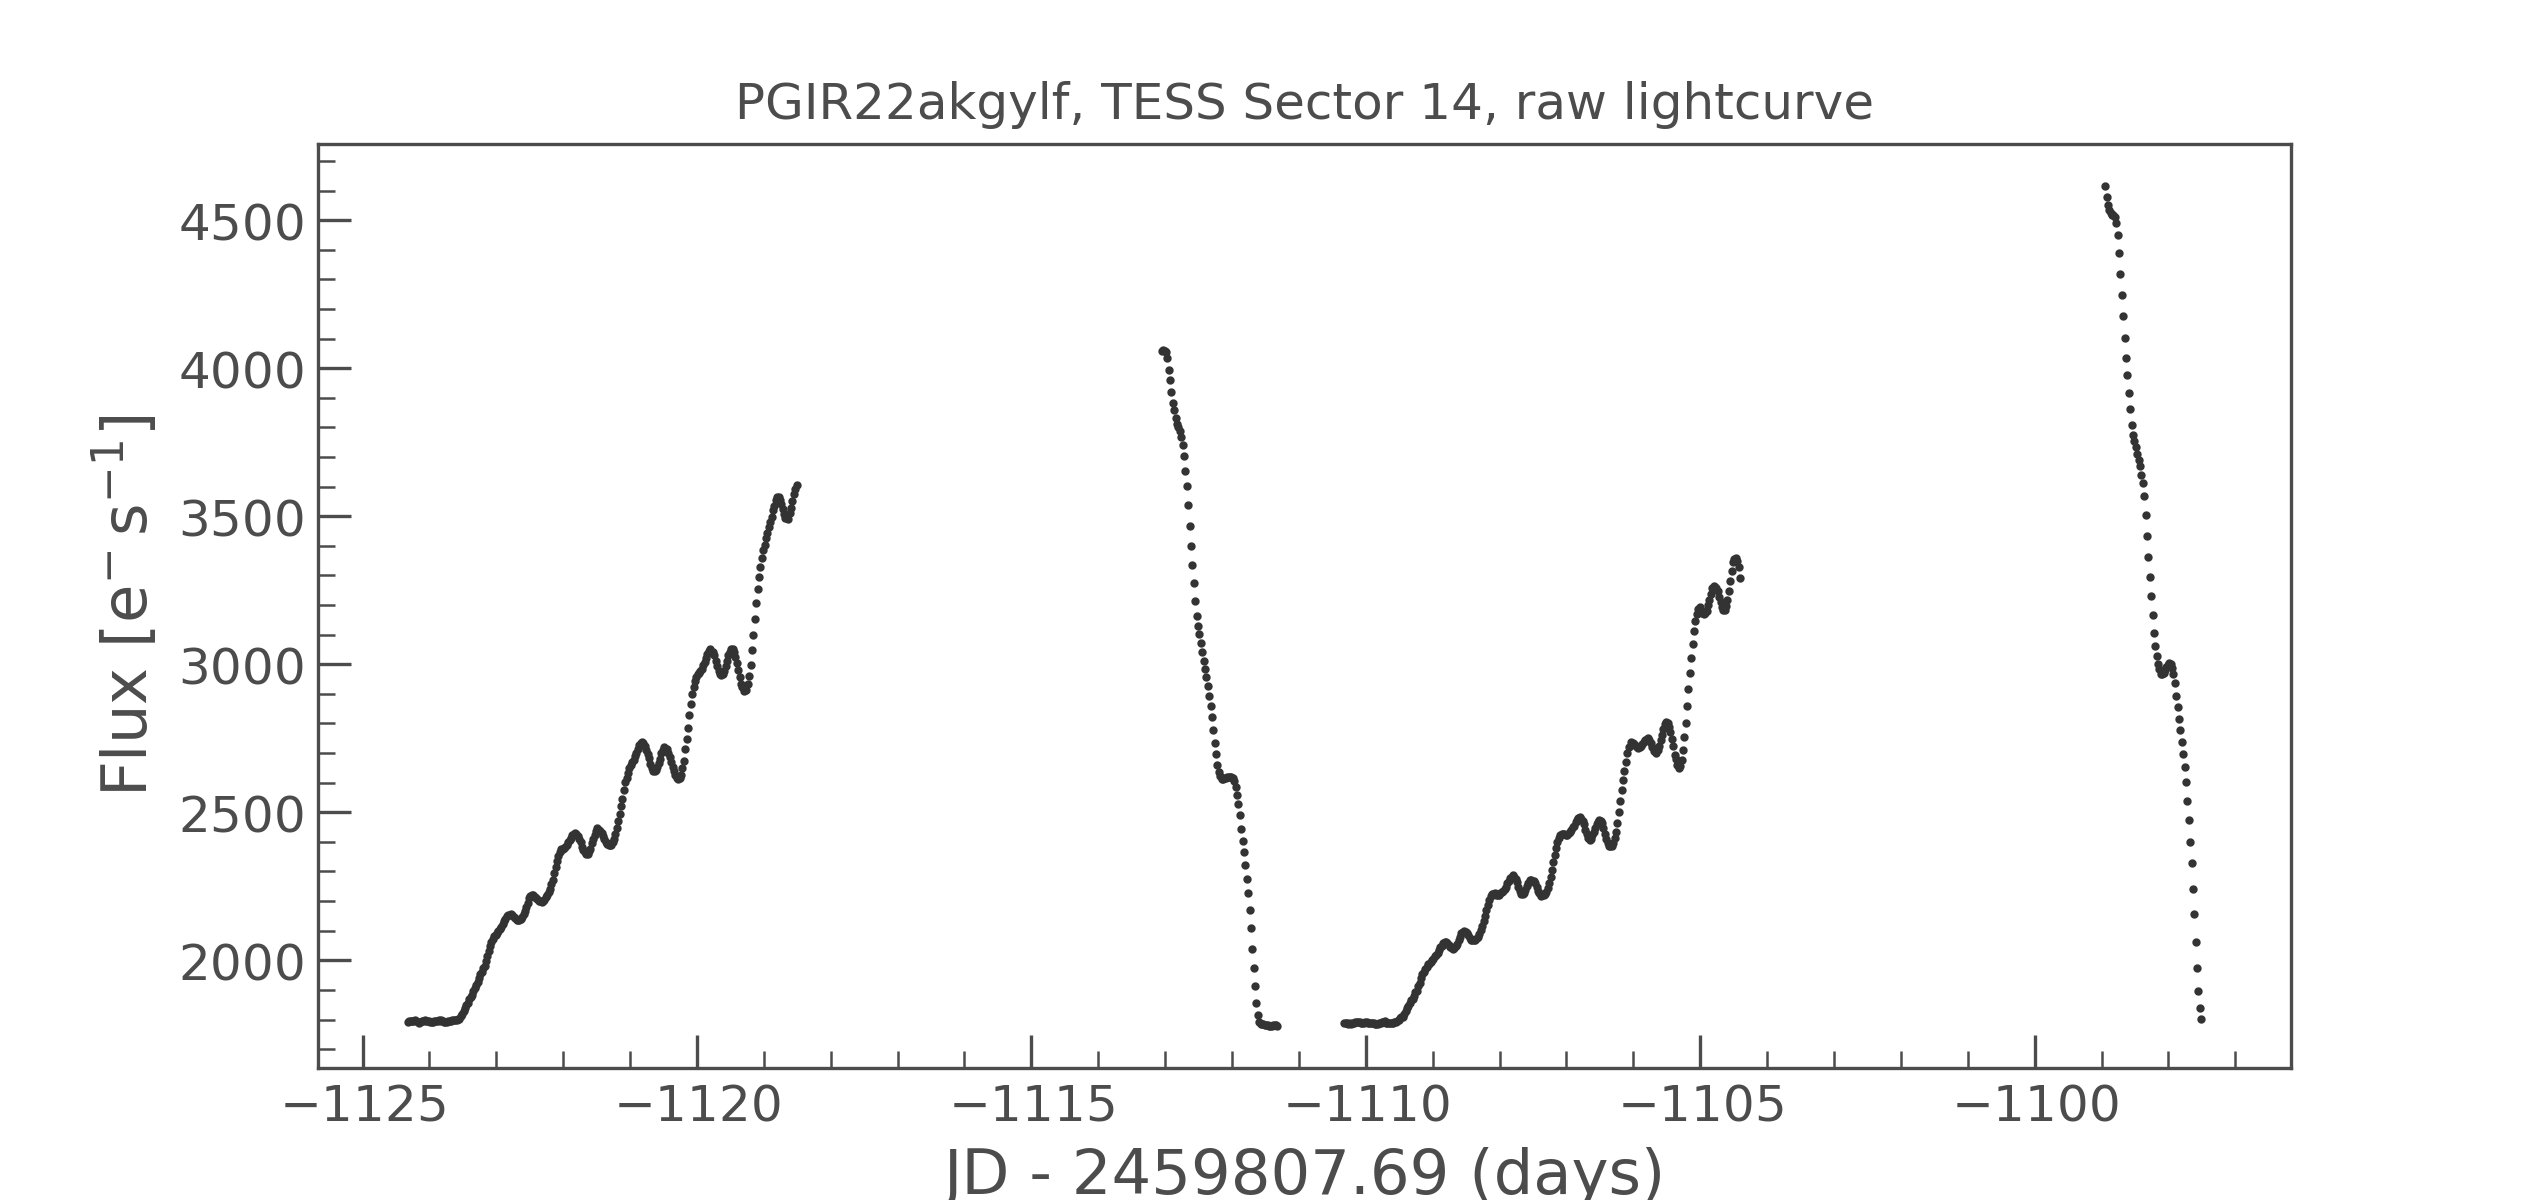 PGIR22akgylf, TESS Sector 14, raw lightcurve
Flux [e⁻ s⁻¹]
4500
4000
3500
3000
2500
2000
−1125 −1120 −1115 −1110 −1105 −1100
JD - 2459807.69 (days)